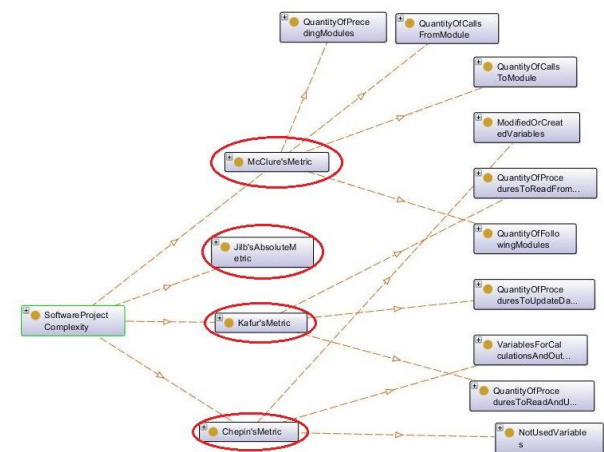 QuantityOfPrece
dingModules
QuantityOfCalls
FromModule
QuantityOfCalls
ToModule
ModifiedOrCreat
edVariables
McClure'sMetric
QuantityOfProce
duresToReadFrom...
QuantityOfFollo
wingModules
Jilb'sAbsoluteM
etric
QuantityOfProce
duresToUpdateDa...
SoftwareProject
Complexity
Kafur'sMetric
VariablesForCal
culationsAndOut...
QuantityOfProce
duresToReadAndU...
Chepin'sMetric
NotUsedVariable
s